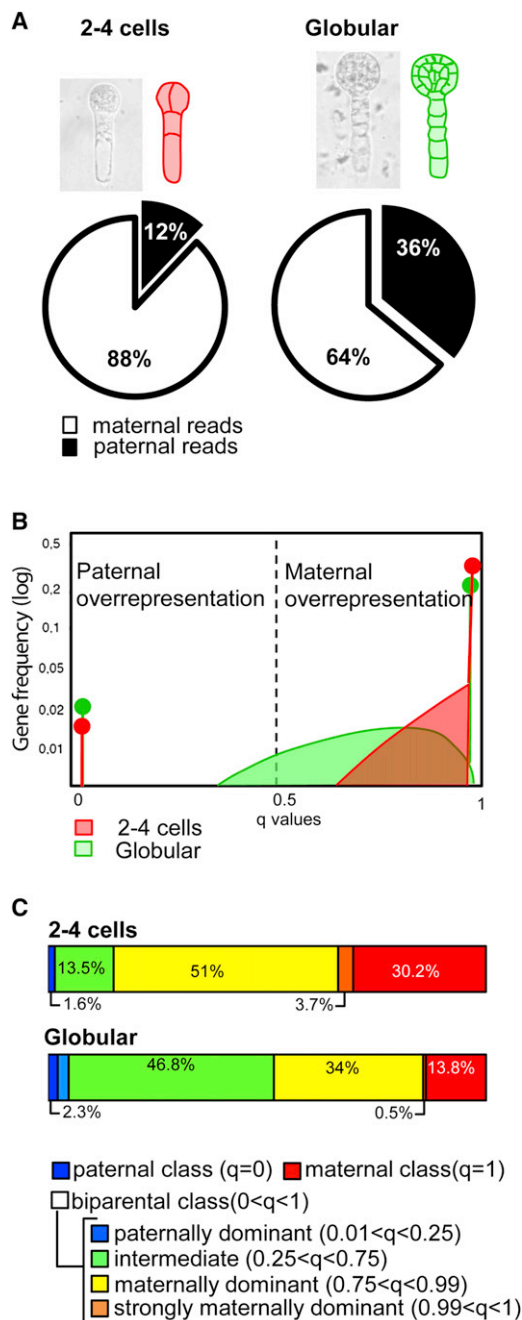 A
2-4 cells
Globular
12%
88%
36%
64%
maternal reads
paternal reads
B
Gene frequency (log)
0.5
0.2
0.1
0.05
0.02
0.01
Paternal
overrepresentation
Maternal
overrepresentation
0
0.5
1
q values
2-4 cells
Globular
C
2-4 cells
13.5%
51%
30.2%
1.6%
3.7%
Globular
46.8%
34%
13.8%
2.3%
0.5%
paternal class (q=0)
maternal class(q=1)
biparental class(0<q<1)
paternally dominant (0.01<q<0.25)
intermediate (0.25<q<0.75)
maternally dominant (0.75<q<0.99)
strongly maternally dominant (0.99<q<1)